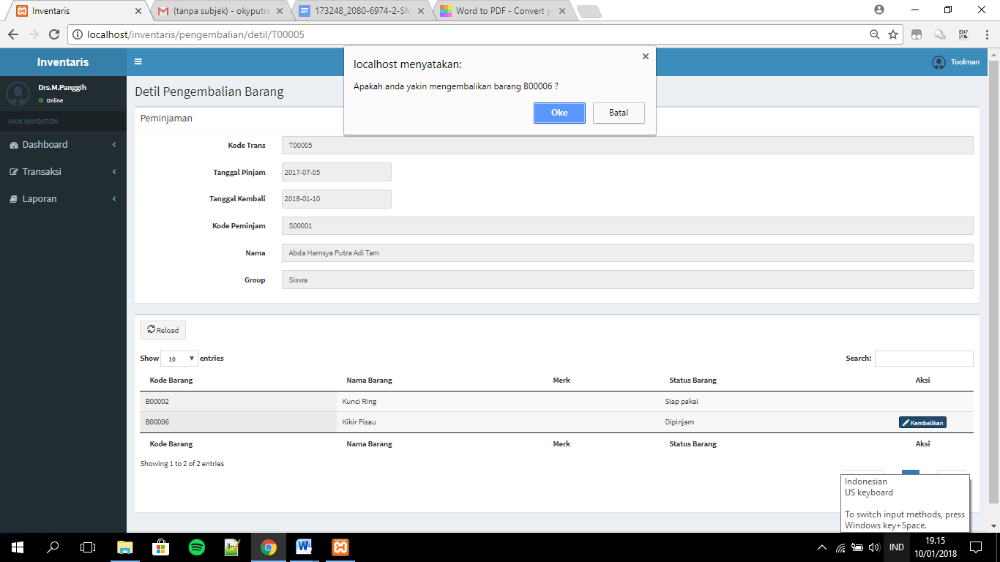 Inventaris
(tanpa subjek) - okyputra
173248_2080-6974-2-SM
Word to PDF - Convert y
localhost/inventaris/pengembalian/detil/T00005
Inventaris
Toolman
Drs.M.Panggih
Online
MAIN NAVIGATION
Dashboard
Transaksi
Laporan
localhost menyatakan:
Apakah anda yakin mengembalikan barang B00006 ?
Oke
Batal
Detil Pengembalian Barang
Peminjaman
Kode Trans
T00005
Tanggal Pinjam
2017-07-05
Tanggal Kembali
2018-01-10
Kode Peminjam
S00001
Nama
Abda Hamsya Putra Adi Tam
Group
Siswa
Reload
Show 10 entries
Search:
Kode Barang Nama Barang Merk Status Barang Aksi
B00002 Kunci Ring Siap pakai
B00006 Kikir Pisau Dipinjam Kembalikan
Kode Barang Nama Barang Merk Status Barang Aksi
Showing 1 to 2 of 2 entries
Indonesian
US keyboard
To switch input methods, press
Windows key+Space.
IND
19.15
10/01/2018